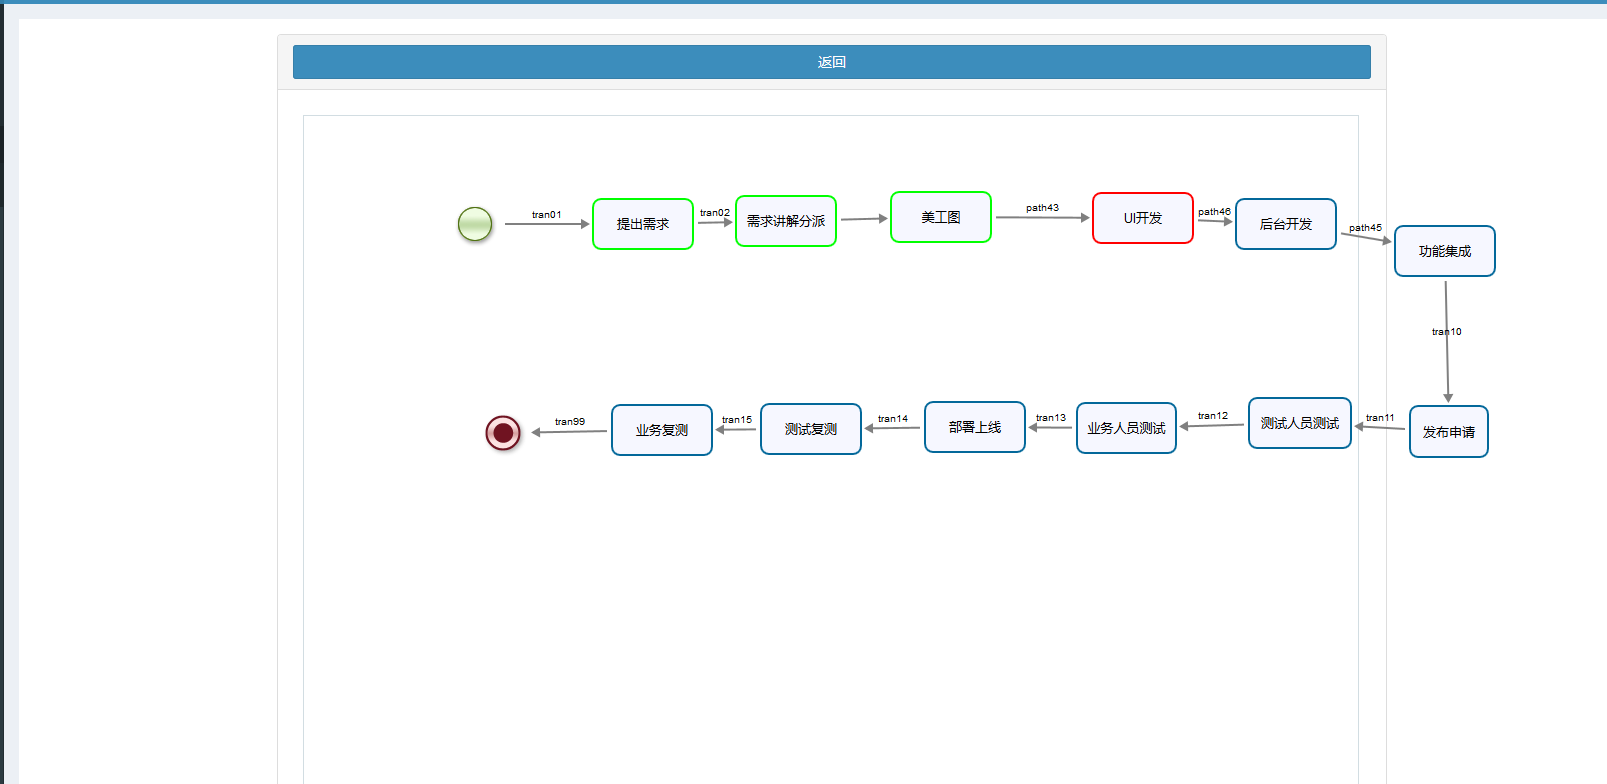 返回
tran01
提出需求
tran02
需求讲解分派
美工图
path43
UI开发
path46
后台开发
path45
功能集成
tran10
发布申请
tran11
测试人员测试
tran12
业务人员测试
tran13
部署上线
tran14
测试复测
tran15
业务复测
tran99